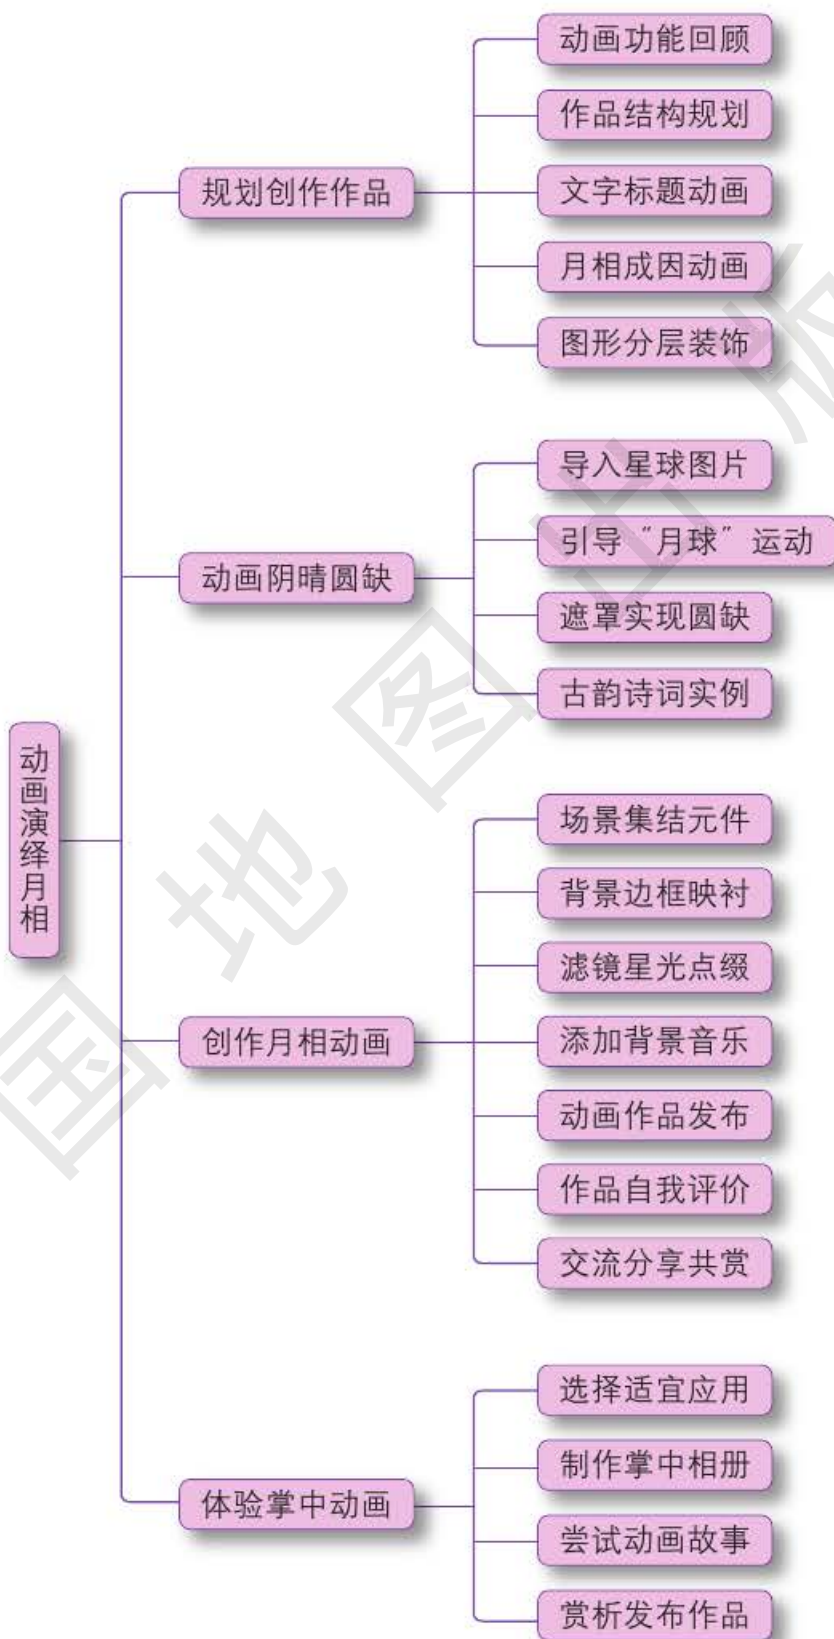 动画演绎月相
规划创作作品
动画功能回顾
作品结构规划
文字标题动画
月相成因动画
图形分层装饰
动画阴晴圆缺
导入星球图片
引导“月球”运动
遮罩实现圆缺
古韵诗词实例
创作月相动画
场景集结元件
背景边框映衬
滤镜星光点缀
添加背景音乐
动画作品发布
作品自我评价
交流分享共赏
体验掌中动画
选择适宜应用
制作掌中相册
尝试动画故事
赏析发布作品
国地图出版